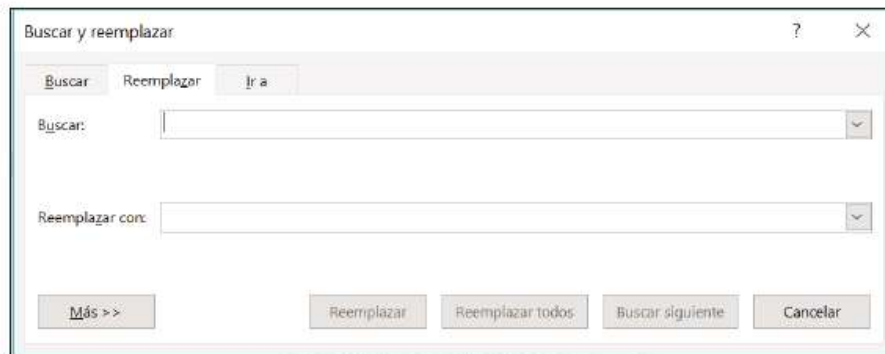 Buscar y reemplazar ?
Buscar Reemplazar Ir a
Buscar:
Reemplazar con:
Más >> Reemplazar Reemplazar todos Buscar siguiente Cancelar